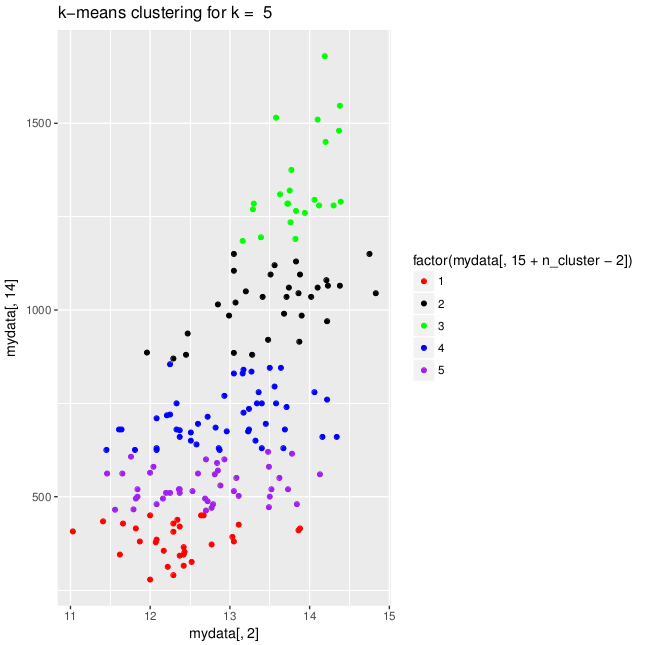 k−means clustering for k = 5
mydata[, 14]
1500
1000
500
11 12 13 14 15
mydata[, 2]
factor(mydata[, 15 + n_cluster − 2])
1
2
3
4
5